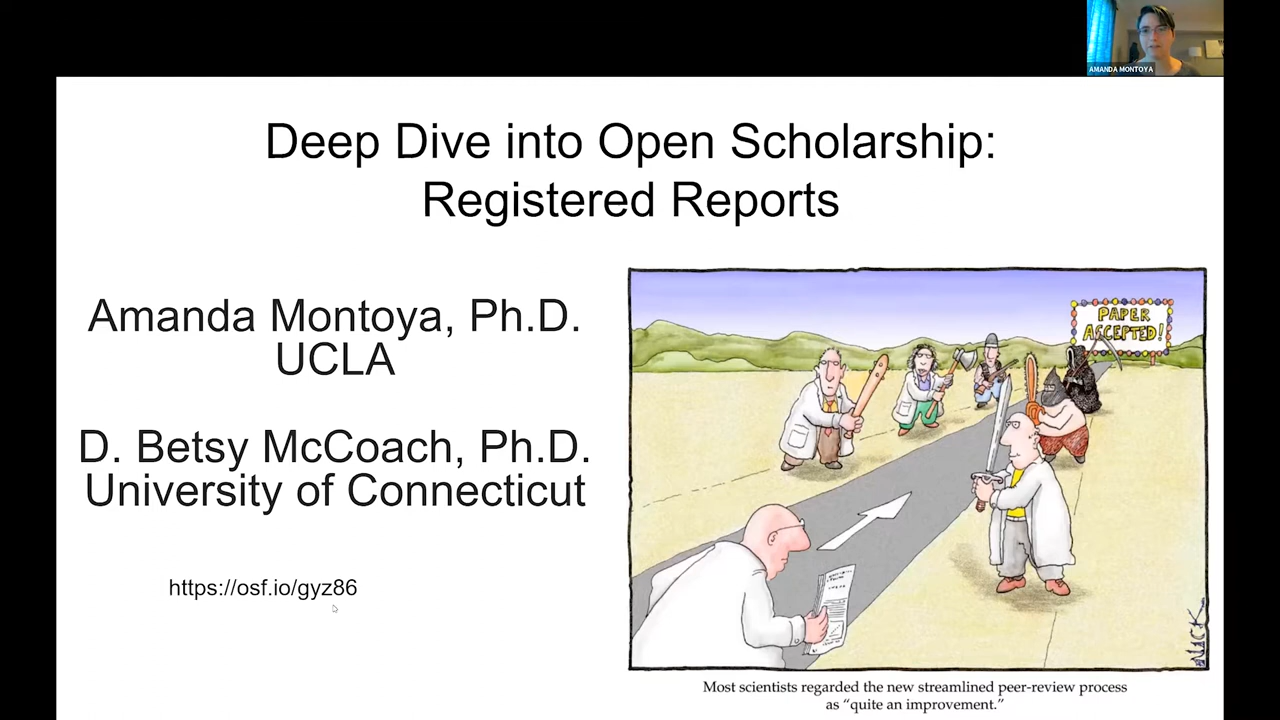 AMANDA MONTOYA
Deep Dive into Open Scholarship:
Registered Reports
Amanda Montoya, Ph.D.
UCLA
D. Betsy McCoach, Ph.D.
University of Connecticut
https://osf.io/gyz86
PAPER
ACCEPTED!
NICK
Most scientists regarded the new streamlined peer-review process
as “quite an improvement.”